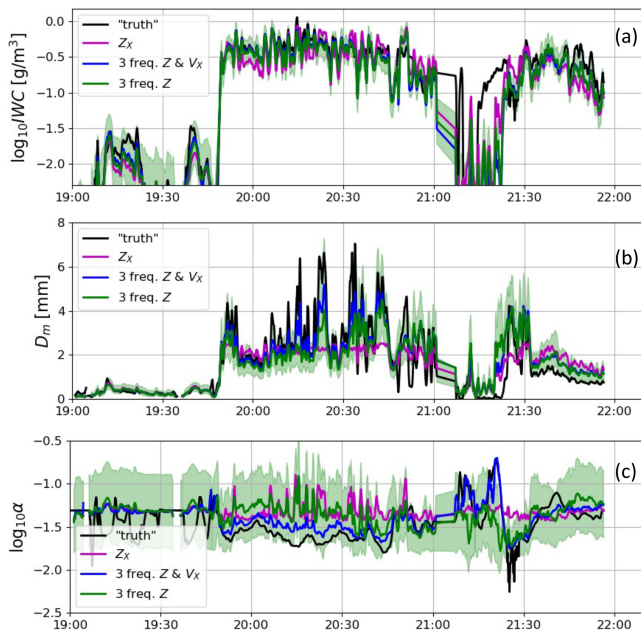 (a)
log10IWC [g/m³]
0.0
−0.5
−1.0
−1.5
−2.0
"truth"
ZX
3 freq. Z & VX
3 freq. Z
19:00 19:30 20:00 20:30 21:00 21:30 22:00
(b)
Dm [mm]
8
6
4
2
0
"truth"
ZX
3 freq. Z & VX
3 freq. Z
19:00 19:30 20:00 20:30 21:00 21:30 22:00
(c)
log10α
−0.5
−1.0
−1.5
−2.0
−2.5
"truth"
ZX
3 freq. Z & VX
3 freq. Z
19:00 19:30 20:00 20:30 21:00 21:30 22:00